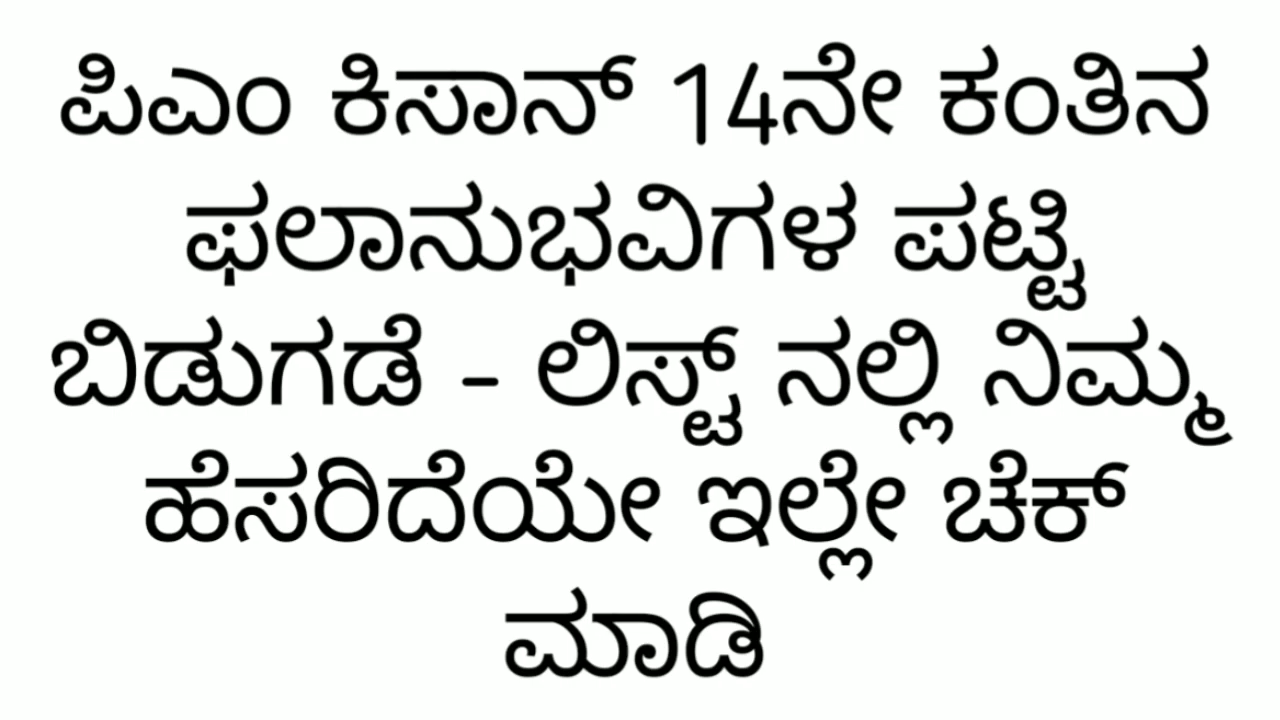 ಪಿಎಂ ಕಿಸಾನ್ 14ನೇ ಕಂತಿನ
ಫಲಾನುಭವಿಗಳ ಪಟ್ಟಿ
ಬಿಡುಗಡೆ - ಲಿಸ್ಟ್ ನಲ್ಲಿ ನಿಮ್ಮ
ಹೆಸರಿದೆಯೇ ಇಲ್ಲೇ ಚೆಕ್
ಮಾಡಿ